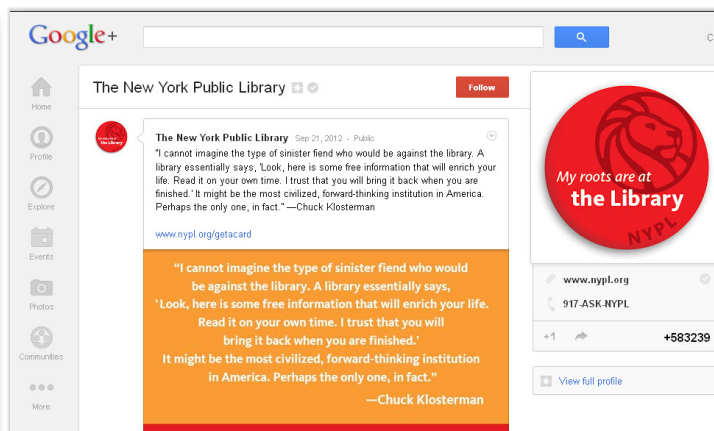 Google+
Home
Profile
Explore
Events
Photos
Communities
More
The New York Public Library
Follow
The New York Public Library Sep 21, 2012 - Public
"I cannot imagine the type of sinister fiend who would be against the library. A
library essentially says, 'Look, here is some free information that will enrich your
life. Read it on your own time. I trust that you will bring it back when you are
finished.' It might be the most civilized, forward-thinking institution in America.
Perhaps the only one, in fact." —Chuck Klosterman
www.nypl.org/getacard
“I cannot imagine the type of sinister fiend who would
be against the library. A library essentially says,
‘Look, here is some free information that will enrich your life.
Read it on your own time. I trust that you will
bring it back when you are finished.’
It might be the most civilized, forward-thinking institution
in America. Perhaps the only one, in fact.”
—Chuck Klosterman
My roots are at
the Library
NYPL
www.nypl.org
917-ASK-NYPL
+1
+583239
View full profile